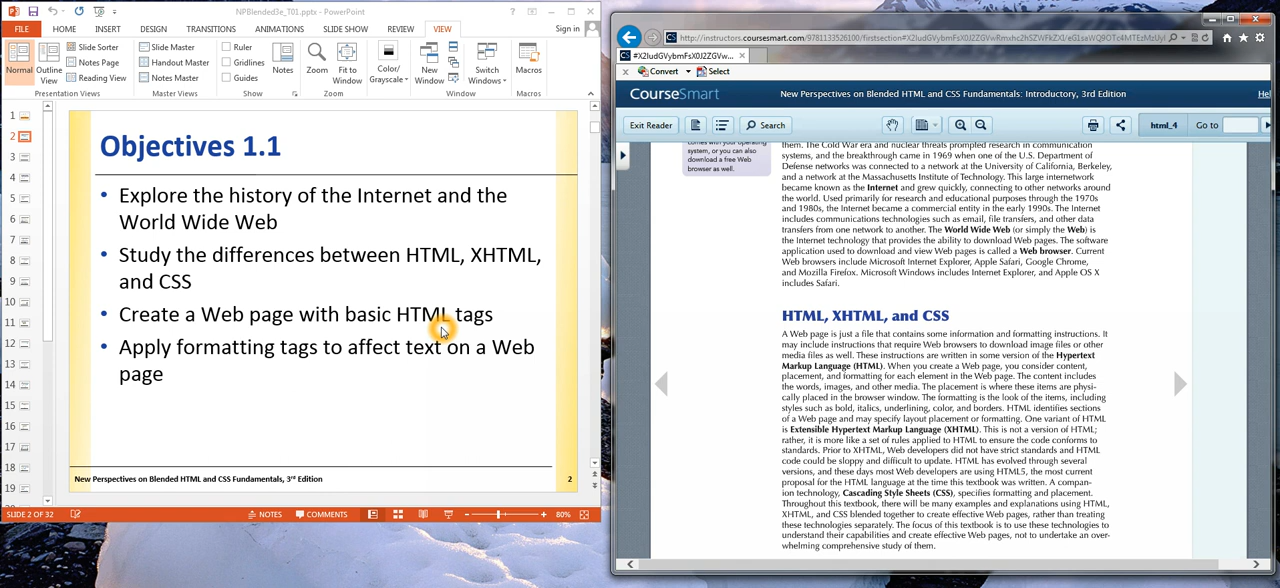 NPBlended3e_T01.pptx - PowerPoint
FILE HOME INSERT DESIGN TRANSITIONS ANIMATIONS SLIDE SHOW REVIEW VIEW Sign in
Normal
Outline View
Slide Sorter
Notes Page
Reading View
Presentation Views
Slide Master
Handout Master
Notes Master
Master Views
Ruler
Gridlines
Guides
Show
Notes
Zoom
Fit to Window
Zoom
Color/ Grayscale
New Window
Switch Windows
Window
Macros
Macros
1
2
3
4
5
6
7
8
9
10
11
12
13
14
15
16
17
18
19
Objectives 1.1
• Explore the history of the Internet and the
World Wide Web
• Study the differences between HTML, XHTML,
and CSS
• Create a Web page with basic HTML tags
• Apply formatting tags to affect text on a Web
page
New Perspectives on Blended HTML and CSS Fundamentals, 3rd Edition 2
SLIDE 2 OF 32 NOTES COMMENTS 80%
#X2ludGVybmFsX0J2ZGVw...
x Convert Select
CourseSmart New Perspectives on Blended HTML and CSS Fundamentals: Introductory, 3rd Edition Hel
Exit Reader Search html_4 Go to
comes with your operating
system, or you can also
download a free Web
browser as well.
them. The Cold War era and nuclear threats prompted research in communication
systems, and the breakthrough came in 1969 when one of the U.S. Department of
Defense networks was connected to a network at the University of California, Berkeley,
and a network at the Massachusetts Institute of Technology. This large internetwork
became known as the Internet and grew quickly, connecting to other networks around
the world. Used primarily for research and educational purposes through the 1970s
and 1980s, the Internet became a commercial entity in the early 1990s. The Internet
includes communications technologies such as email, file transfers, and other data
transfers from one network to another. The World Wide Web (or simply the Web) is
the Internet technology that provides the ability to download Web pages. The software
application used to download and view Web pages is called a Web browser. Current
Web browsers include Microsoft Internet Explorer, Apple Safari, Google Chrome,
and Mozilla Firefox. Microsoft Windows includes Internet Explorer, and Apple OS X
includes Safari.
HTML, XHTML, and CSS
A Web page is just a file that contains some information and formatting instructions. It
may include instructions that require Web browsers to download image files or other
media files as well. These instructions are written in some version of the Hypertext
Markup Language (HTML). When you create a Web page, you consider content,
placement, and formatting for each element in the Web page. The content includes
the words, images, and other media. The placement is where these items are physi-
cally placed in the browser window. The formatting is the look of the items, including
styles such as bold, italics, underlining, color, and borders. HTML identifies sections
of a Web page and may specify layout placement or formatting. One variant of HTML
is Extensible Hypertext Markup Language (XHTML). This is not a version of HTML;
rather, it is more like a set of rules applied to HTML to ensure the code conforms to
standards. Prior to XHTML, Web developers did not have strict standards and HTML
code could be sloppy and difficult to update. HTML has evolved through several
versions, and these days most Web developers are using HTML5, the most current
proposal for the HTML language at the time this textbook was written. A compan-
ion technology, Cascading Style Sheets (CSS), specifies formatting and placement.
Throughout this textbook, there will be many examples and explanations using HTML,
XHTML, and CSS blended together to create effective Web pages, rather than treating
these technologies separately. The focus of this textbook is to use these technologies to
understand their capabilities and create effective Web pages, not to undertake an over-
whelming comprehensive study of them.